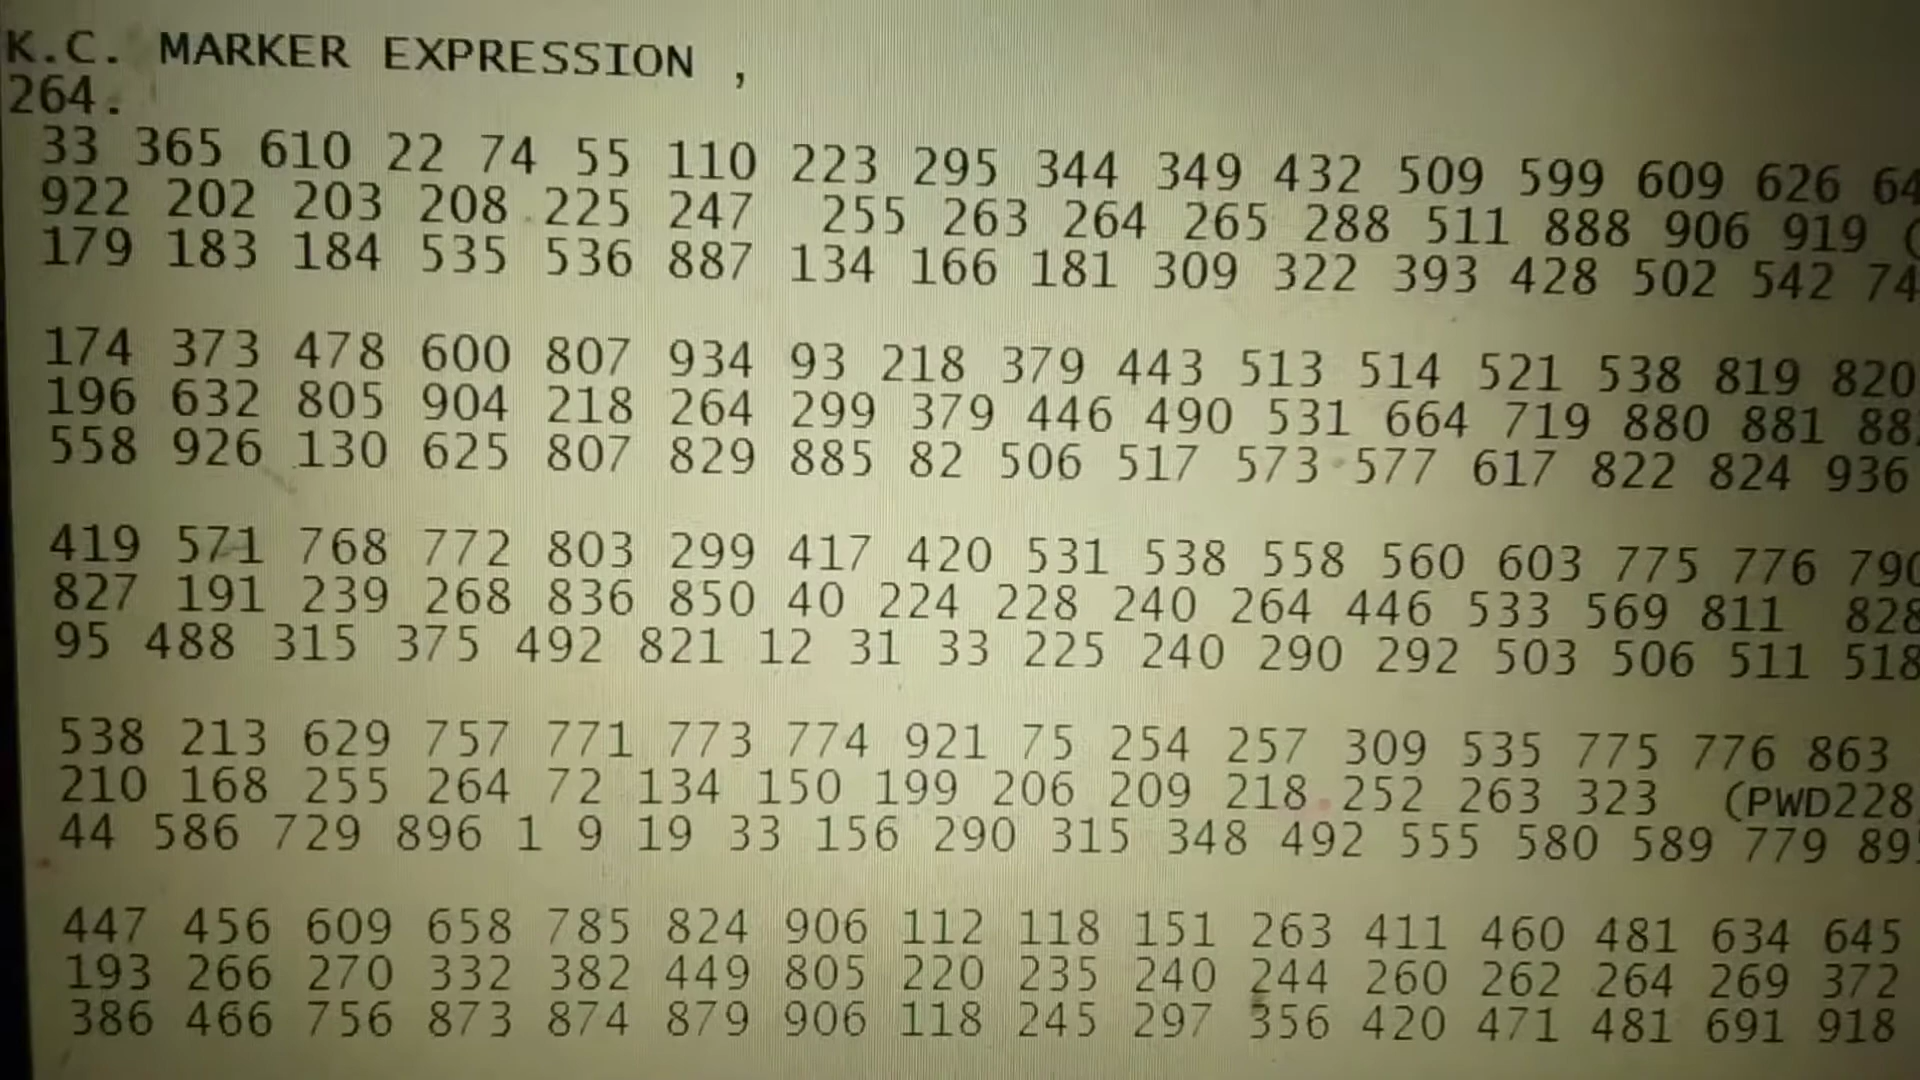 K.C. MARKER EXPRESSION ,
264.
33 365 610 22 74 55 110 223 295 344 349 432 509 599 609 626 64
922 202 203 208 225 247 255 263 264 265 288 511 888 906 919 (
179 183 184 535 536 887 134 166 181 309 322 393 428 502 542 74
174 373 478 600 807 934 93 218 379 443 513 514 521 538 819 820
196 632 805 904 218 264 299 379 446 490 531 664 719 880 881 88
558 926 130 625 807 829 885 82 506 517 573 577 617 822 824 936
419 571 768 772 803 299 417 420 531 538 558 560 603 775 776 790
827 191 239 268 836 850 40 224 228 240 264 446 533 569 811 828
95 488 315 375 492 821 12 31 33 225 240 290 292 503 506 511 518
538 213 629 757 771 773 774 921 75 254 257 309 535 775 776 863
210 168 255 264 72 134 150 199 206 209 218 252 263 323 (PWD228
44 586 729 896 1 9 19 33 156 290 315 348 492 555 580 589 779 89
447 456 609 658 785 824 906 112 118 151 263 411 460 481 634 645
193 266 270 332 382 449 805 220 235 240 244 260 262 264 269 372
386 466 756 873 874 879 906 118 245 297 356 420 471 481 691 918